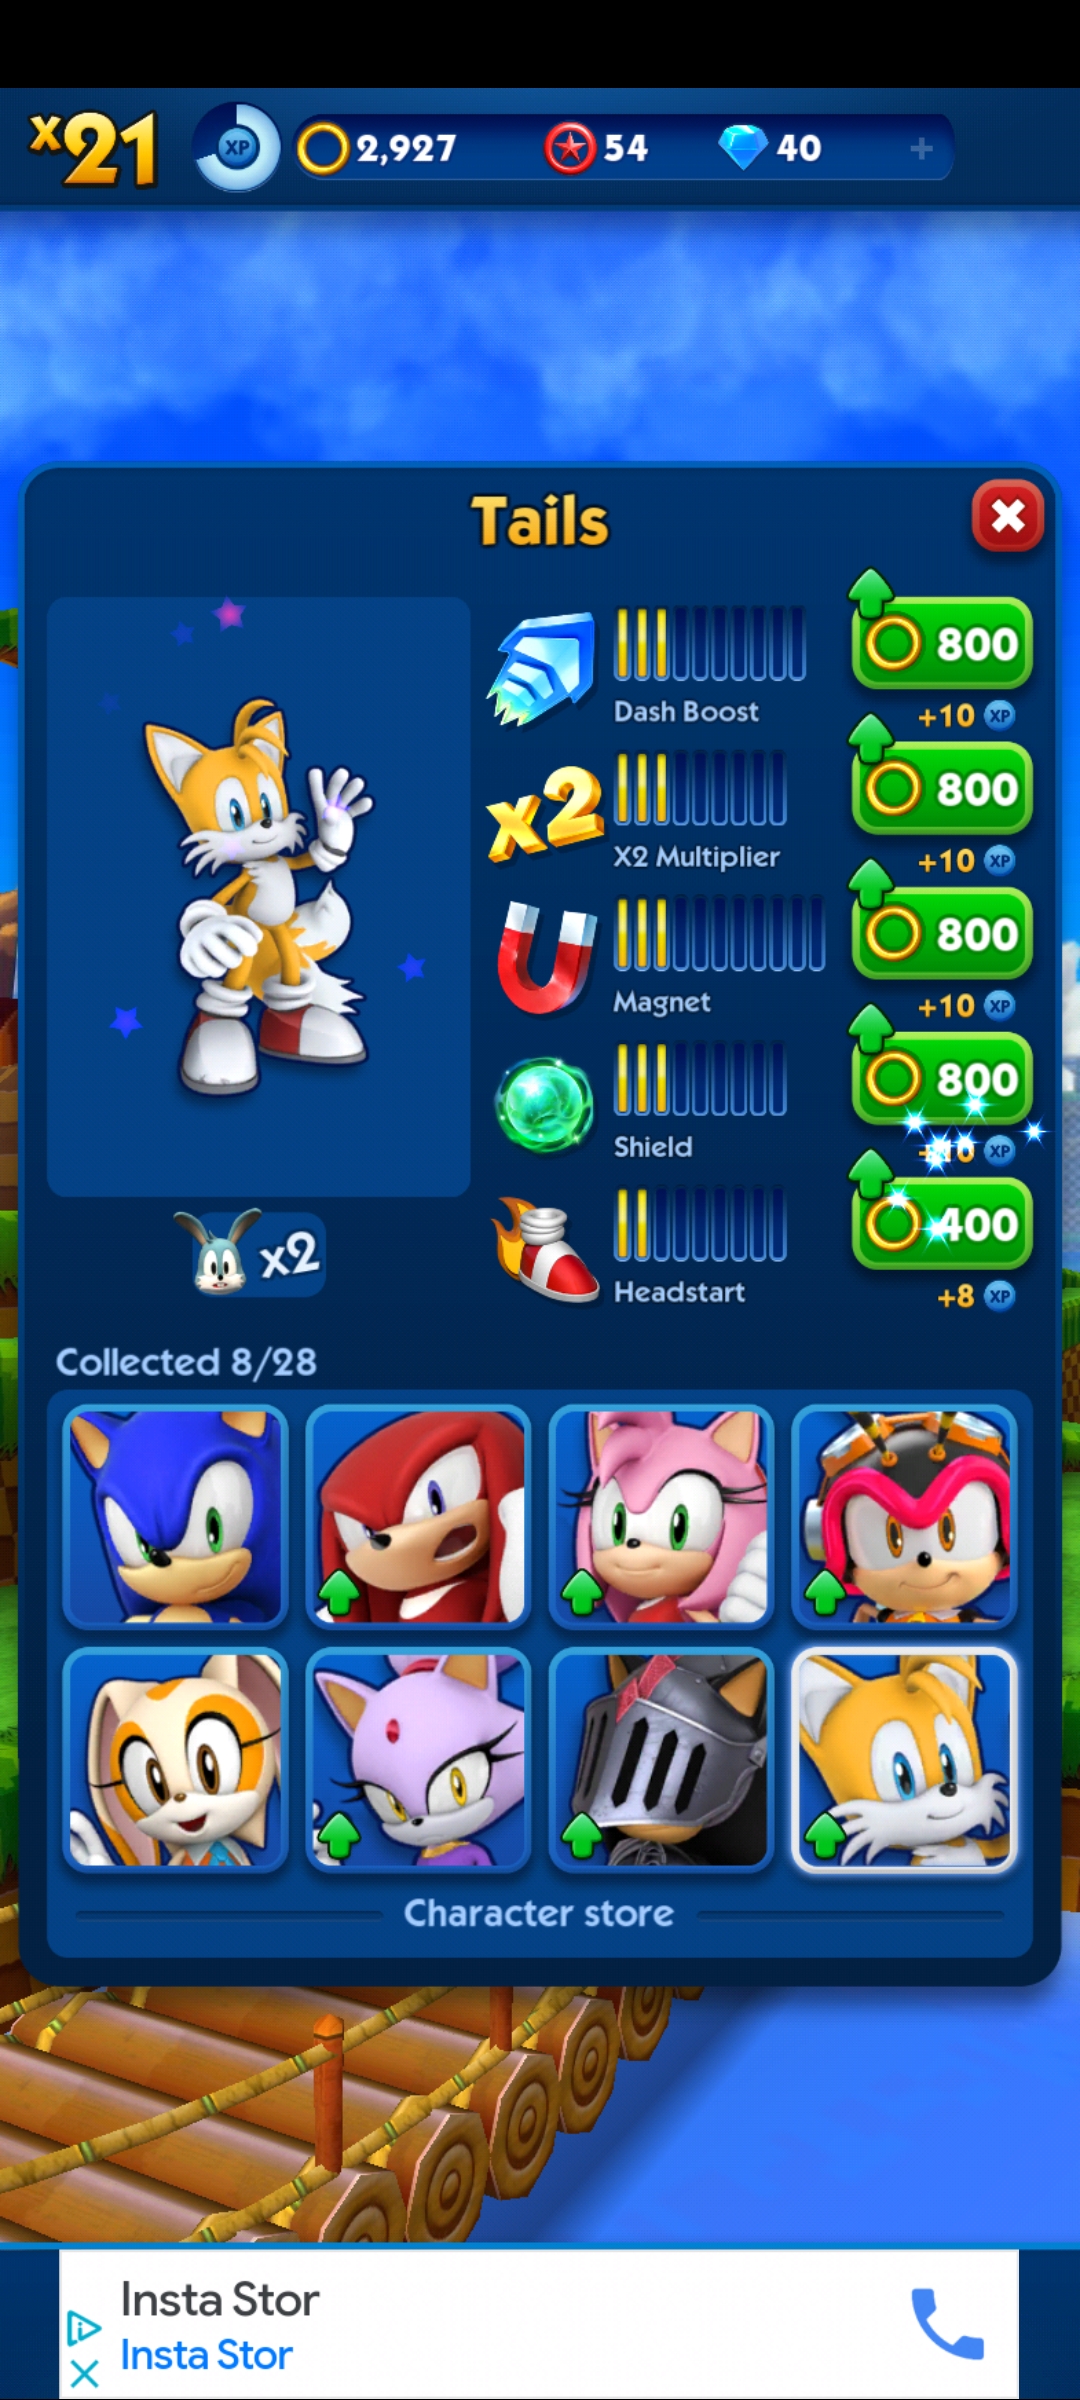 x21 XP 2,927 54 40 +
Tails
800
Dash Boost
+10 XP
x2
800
X2 Multiplier
+10 XP
800
Magnet
+10 XP
800
Shield
+10 XP
x2
400
Headstart
+8 XP
Collected 8/28
Character store
Insta Stor
Insta Stor